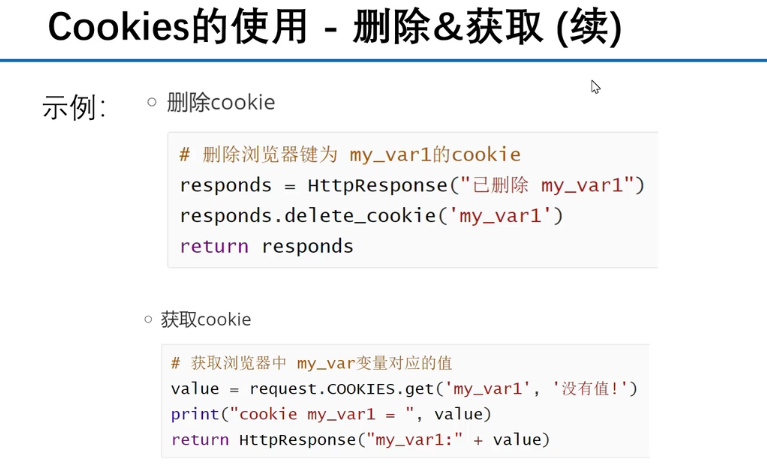 Cookies的使用 - 删除&获取 (续)
示例:
○ 删除cookie
# 删除浏览器键为 my_var1的cookie
responds = HttpResponse("已删除 my_var1")
responds.delete_cookie('my_var1')
return responds
○ 获取cookie
# 获取浏览器中 my_var变量对应的值
value = request.COOKIES.get('my_var1', '没有值!')
print("cookie my_var1 = ", value)
return HttpResponse("my_var1:" + value)